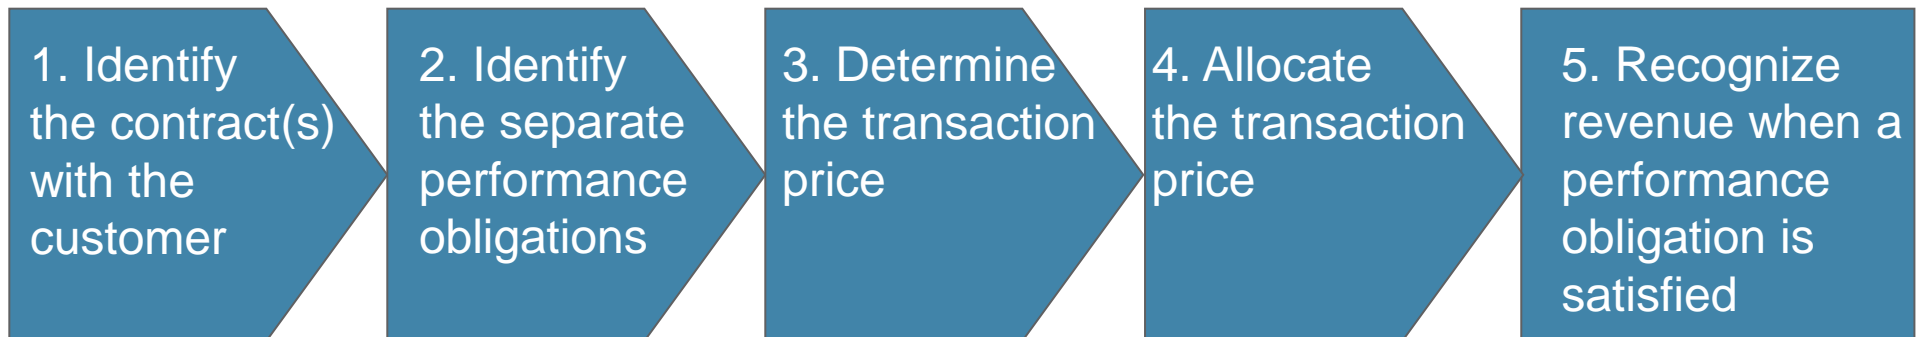 1. Identify
the contract(s)
with the
customer
2. Identify
the separate
performance
obligations
3. Determine
the transaction
price
4. Allocate
the transaction
price
5. Recognize
revenue when a
performance
obligation is
satisfied